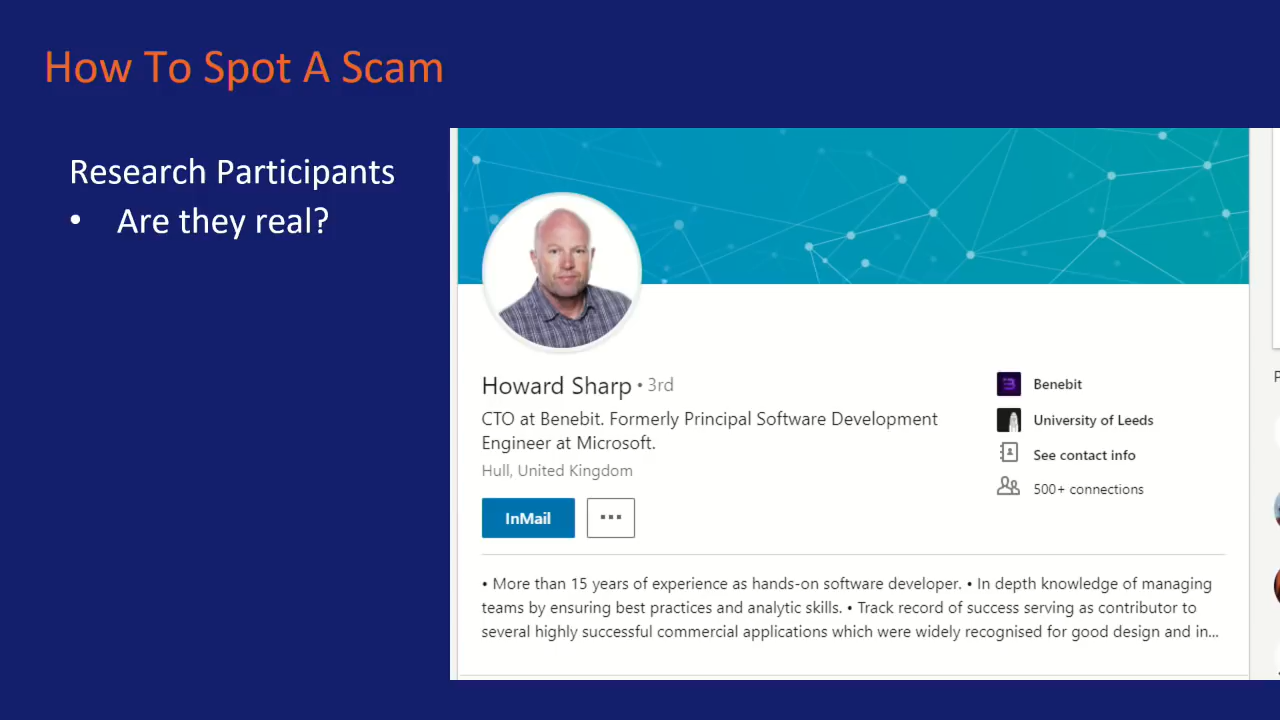 How To Spot A Scam
Research Participants
• Are they real?
Howard Sharp • 3rd
CTO at Benebit. Formerly Principal Software Development
Engineer at Microsoft.
Hull, United Kingdom
InMail
Benebit
University of Leeds
See contact info
500+ connections
• More than 15 years of experience as hands-on software developer. • In depth knowledge of managing
teams by ensuring best practices and analytic skills. • Track record of success serving as contributor to
several highly successful commercial applications which were widely recognised for good design and in...